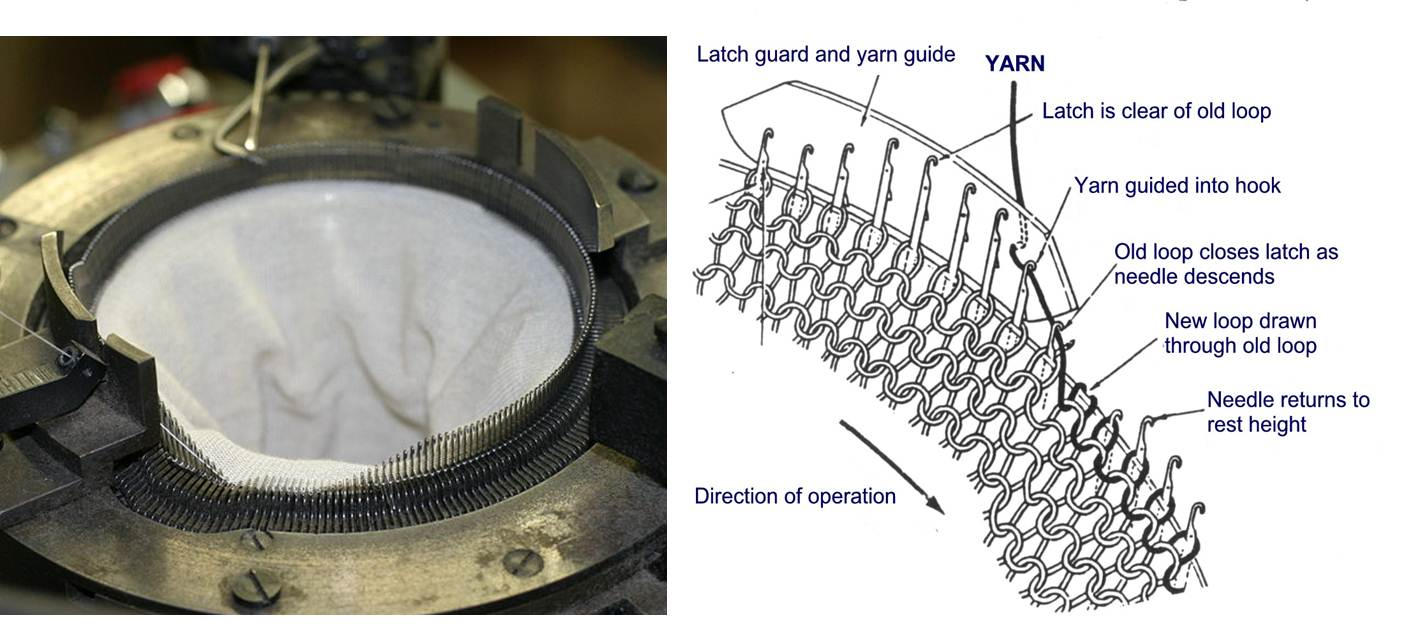 Latch guard and yarn guide
YARN
Latch is clear of old loop
Yarn guided into hook
Old loop closes latch as
needle descends
New loop drawn
through old loop
Needle returns to
rest height
Direction of operation